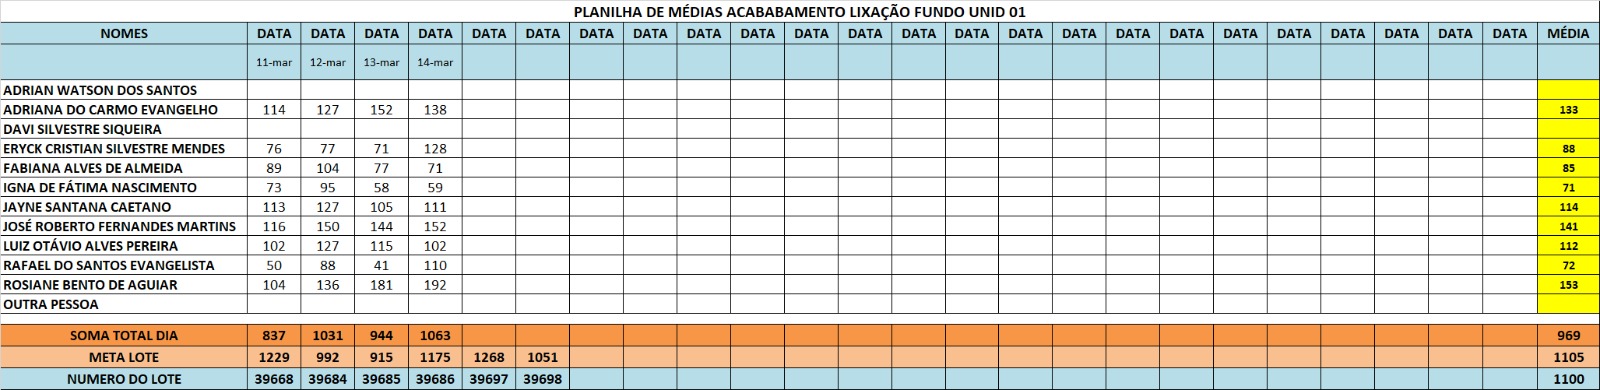 PLANILHA DE MÉDIAS ACABABAMENTO LIXAÇÃO FUNDO UNID 01
NOMES DATA DATA DATA DATA DATA DATA DATA DATA DATA DATA DATA DATA DATA DATA DATA DATA DATA DATA DATA DATA DATA DATA DATA DATA MÉDIA
11-mar 12-mar 13-mar 14-mar
ADRIAN WATSON DOS SANTOS
ADRIANA DO CARMO EVANGELHO 114 127 152 138 133
DAVI SILVESTRE SIQUEIRA
ERYCK CRISTIAN SILVESTRE MENDES 76 77 71 128 88
FABIANA ALVES DE ALMEIDA 89 104 77 71 85
IGNA DE FÁTIMA NASCIMENTO 73 95 58 59 71
JAYNE SANTANA CAETANO 113 127 105 111 114
JOSÉ ROBERTO FERNANDES MARTINS 116 150 144 152 141
LUIZ OTÁVIO ALVES PEREIRA 102 127 115 102 112
RAFAEL DO SANTOS EVANGELISTA 50 88 41 110 72
ROSIANE BENTO DE AGUIAR 104 136 181 192 153
OUTRA PESSOA
SOMA TOTAL DIA 837 1031 944 1063 969
META LOTE 1229 992 915 1175 1268 1051 1105
NUMERO DO LOTE 39668 39684 39685 39686 39697 39698 1100